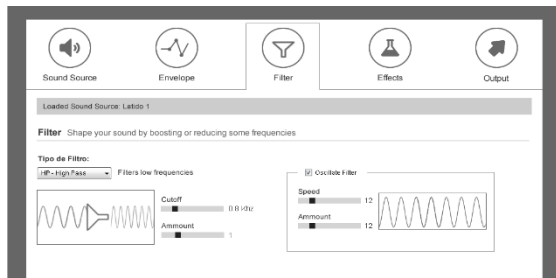 Sound Source Envelope Filter Effects Output
Loaded Sound Source: Latido 1
Filter Shape your sound by boosting or reducing some frequencies
Tipo de Filtro:
HP - High Pass Filters low frequencies
Cutoff
0.8 khz
Ammount
1
Oscillate Filter
Speed
12
Ammount
12